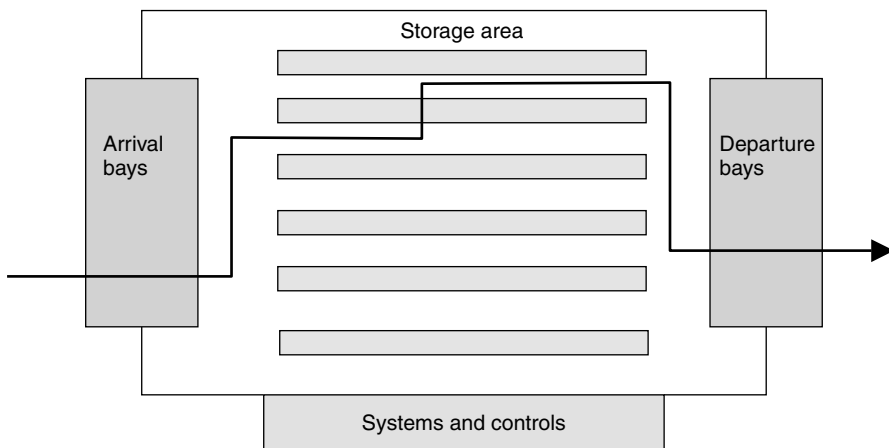 Storage area
Arrival
bays
Departure
bays
Systems and controls